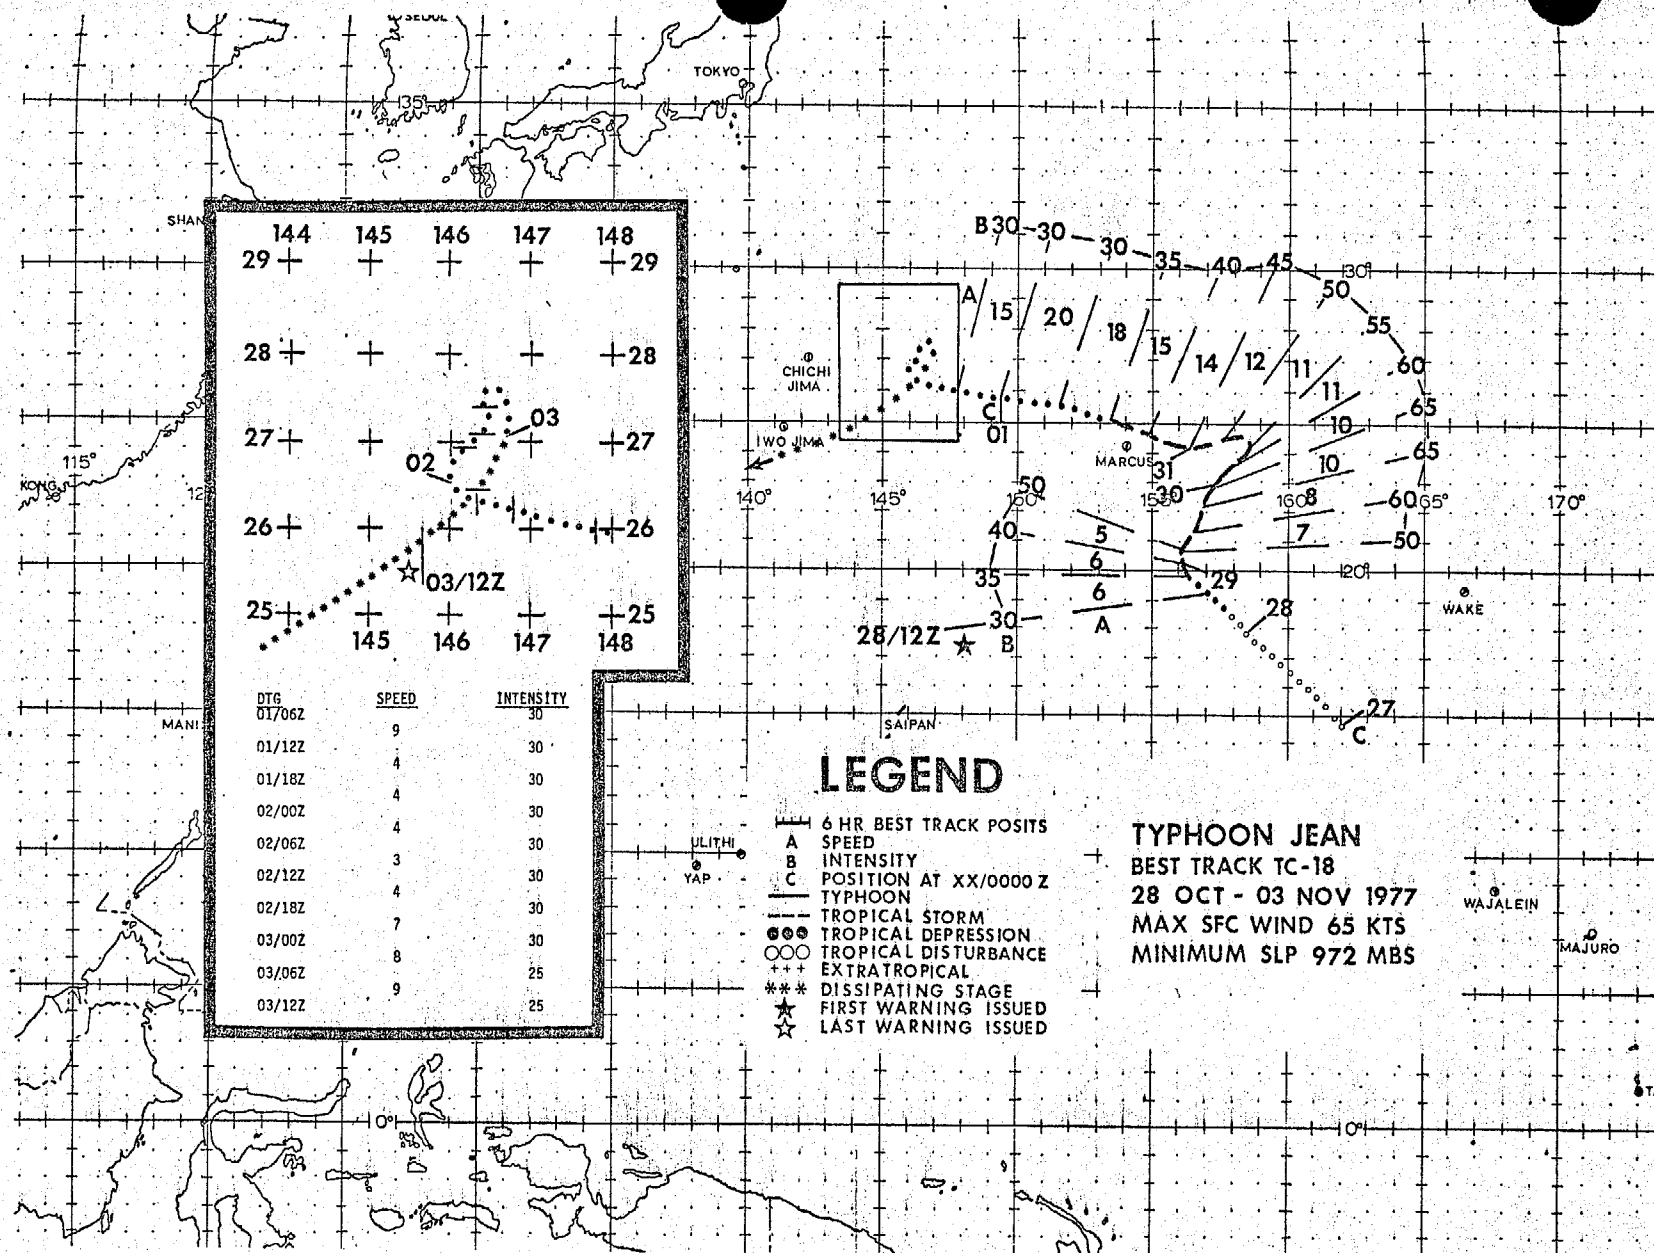 SEOUL
TOKYO
35°
SHAN
144 145 146 147 148
29 29
28 28
27 27
26 26
25 25
145 146 147 148
03
02
03/12Z
DTG SPEED INTENSITY
01/06Z 30
9
01/12Z 30
4
01/18Z 30
4
02/00Z 30
4
02/06Z 30
3
02/12Z 30
4
02/18Z 30
7
03/00Z 30
8
03/06Z 25
9
03/12Z 25
115°
KONG
12
MANI
B 30 30 30 35 40 45 50 55 60 65 65 60 50
30°
A 15 20 18 15 14 12 11 11 10 10 8 7
CHICHI
JIMA
IWO JIMA
C
01
MARCUS
31
30
140° 145° 150° 155° 160° 165° 170°
50
40
35
30
B
5
6
6
A
28/12Z
29
28
27
C
20°
WAKE
SAIPAN
ULITHI
YAP
LEGEND
6 HR BEST TRACK POSITS
A SPEED
B INTENSITY
C POSITION AT XX/0000 Z
TYPHOON
TROPICAL STORM
TROPICAL DEPRESSION
TROPICAL DISTURBANCE
+++ EXTRATROPICAL
*** DISSIPATING STAGE
FIRST WARNING ISSUED
LAST WARNING ISSUED
TYPHOON JEAN
BEST TRACK TC-18
28 OCT - 03 NOV 1977
MAX SFC WIND 65 KTS
MINIMUM SLP 972 MBS
WAJALEIN
MAJURO
0° 0°